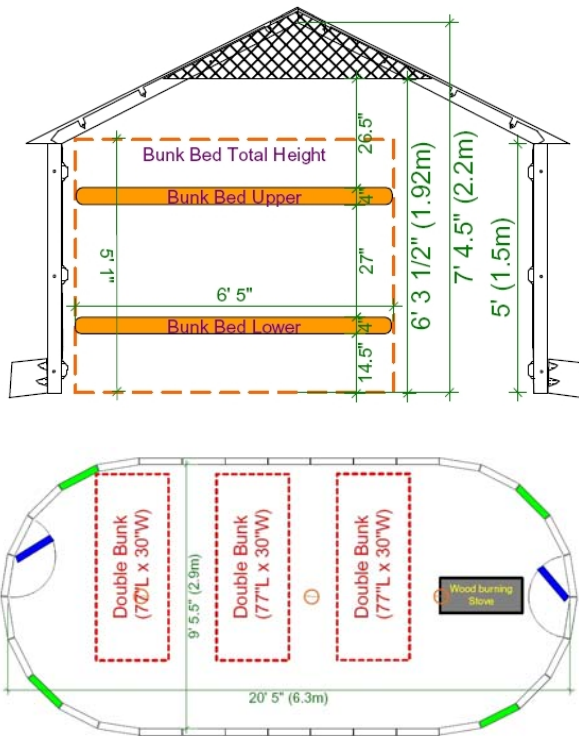 26.5"
Bunk Bed Total Height
Bunk Bed Upper
4"
5' 1"
27"
6' 3 1/2" (1.92m)
7' 4.5" (2.2m)
5' (1.5m)
6' 5"
Bunk Bed Lower
4"
14.5"
Double Bunk
(77"L x 30"W)
Double Bunk
(77"L x 30"W)
Double Bunk
(77"L x 30"W)
9' 5.5" (2.9m)
Wood burning
Stove
20' 5" (6.3m)